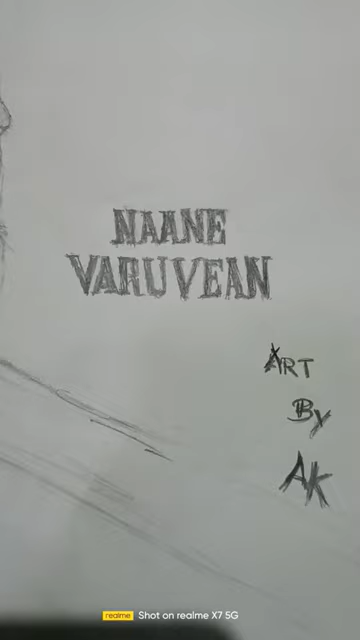 NAANE
VARUVEAN
ART
BY
AK
realme Shot on realme X7 5G